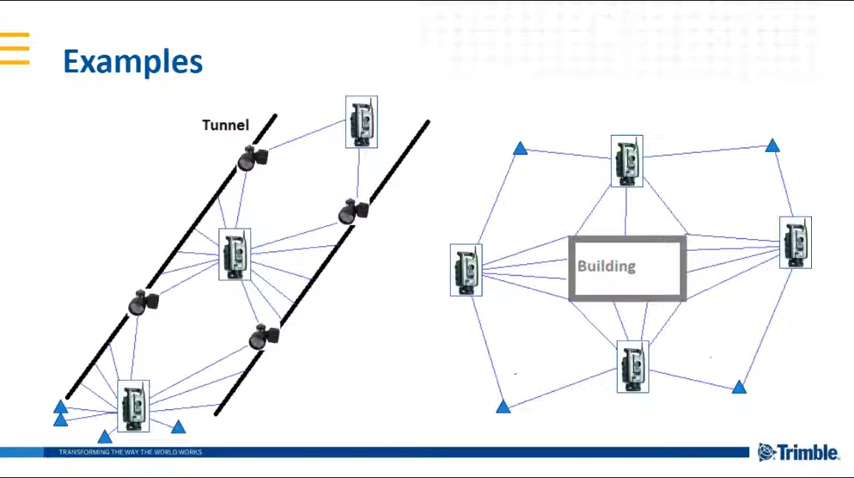 Examples
Tunnel
Building
TRANSFORMING THE WAY THE WORLD WORKS
Trimble